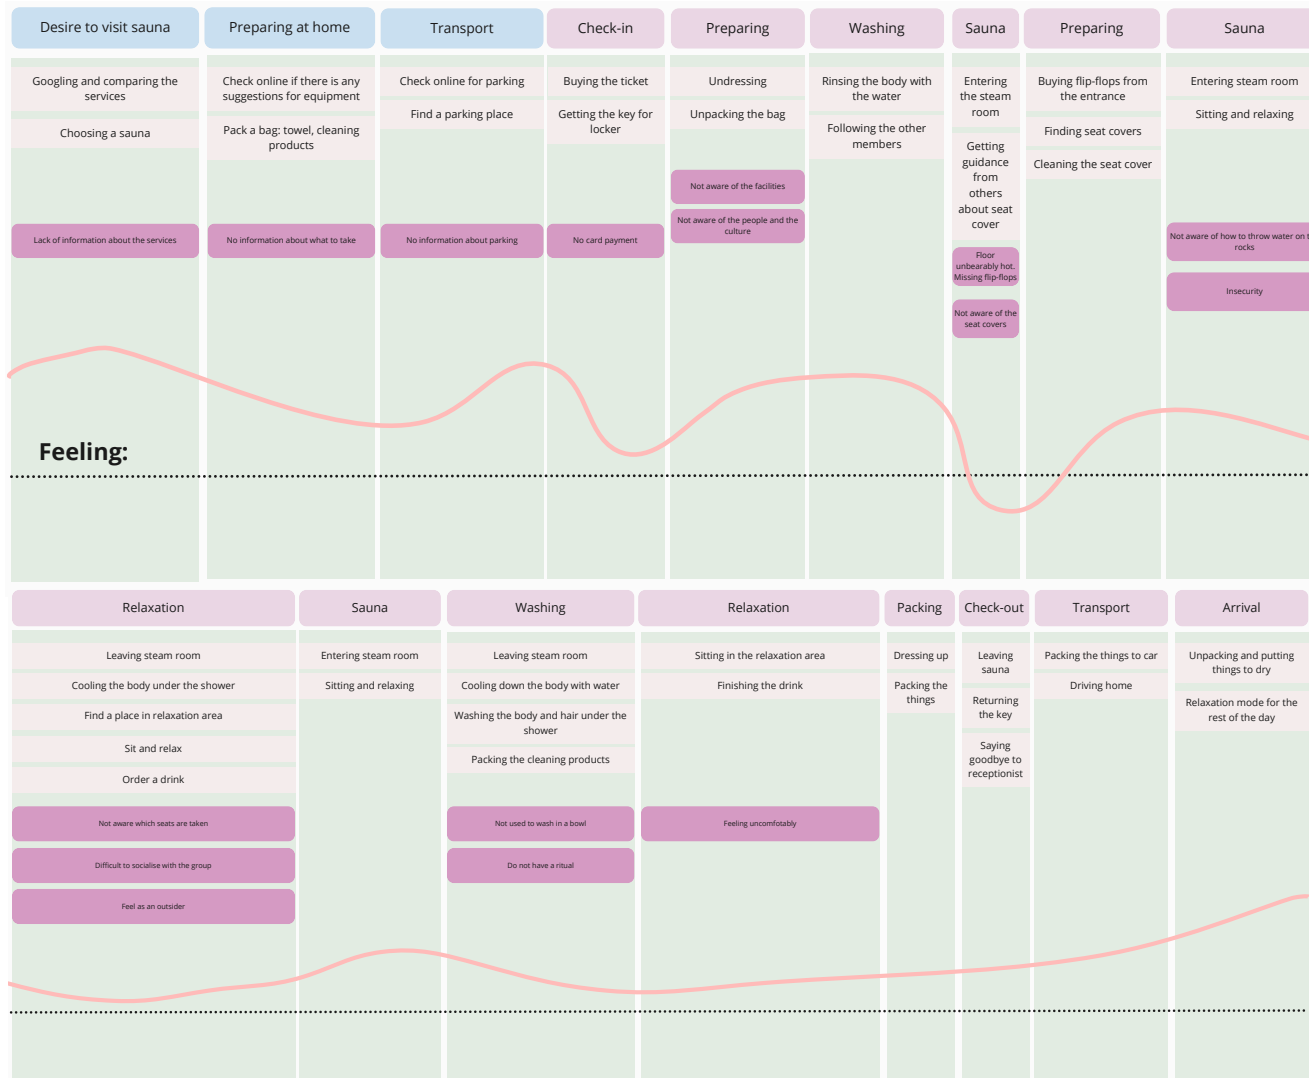 Desire to visit sauna
Preparing at home
Transport
Check-in
Preparing
Washing
Sauna
Preparing
Sauna
Googling and comparing the
services
Choosing a sauna
Lack of information about the services
Check online if there is any
suggestions for equipment
Pack a bag: towel, cleaning
products
No information about what to take
Check online for parking
Find a parking place
No information about parking
Buying the ticket
Getting the key for
locker
No card payment
Undressing
Unpacking the bag
Not aware of the facilities
Not aware of the people and the
culture
Rinsing the body with
the water
Following the other
members
Entering
the steam
room
Getting
guidance
from
others
about seat
cover
Floor
unbearably hot.
Missing flip-flops
Not aware of the
seat covers
Buying flip-flops from
the entrance
Finding seat covers
Cleaning the seat cover
Entering steam room
Sitting and relaxing
Not aware of how to throw water on t
rocks
Insecurity
Feeling:
Relaxation
Sauna
Washing
Relaxation
Packing
Check-out
Transport
Arrival
Leaving steam room
Cooling the body under the shower
Find a place in relaxation area
Sit and relax
Order a drink
Not aware which seats are taken
Difficult to socialise with the group
Feel as an outsider
Entering steam room
Sitting and relaxing
Leaving steam room
Cooling down the body with water
Washing the body and hair under the
shower
Packing the cleaning products
Not used to wash in a bowl
Do not have a ritual
Sitting in the relaxation area
Finishing the drink
Feeling uncomfotably
Dressing up
Packing the
things
Leaving
sauna
Returning
the key
Saying
goodbye to
receptionist
Packing the things to car
Driving home
Unpacking and putting
things to dry
Relaxation mode for the
rest of the day